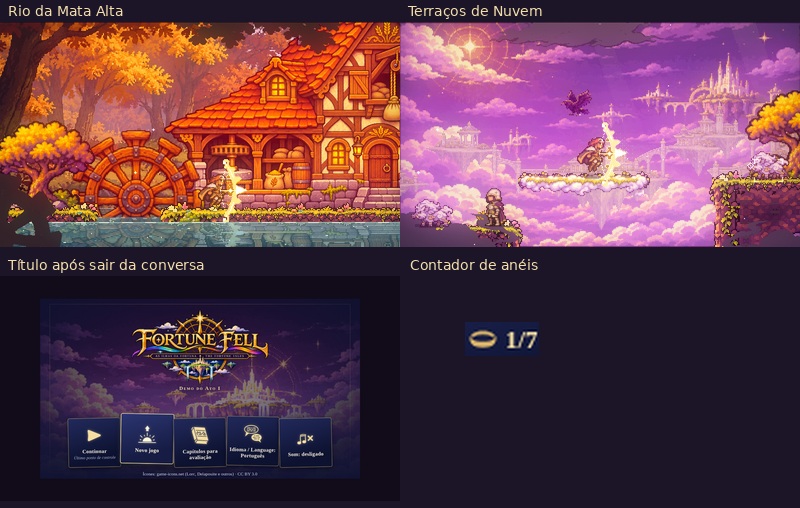 Rio da Mata Alta
Terraços de Nuvem
Título após sair da conversa
Contador de anéis
FORTUNE FELL
DEMO DO ATO I
Continuar
Novo jogo
Capítulos para avaliação
Idioma / Language: Português
Som: desligado
1/7